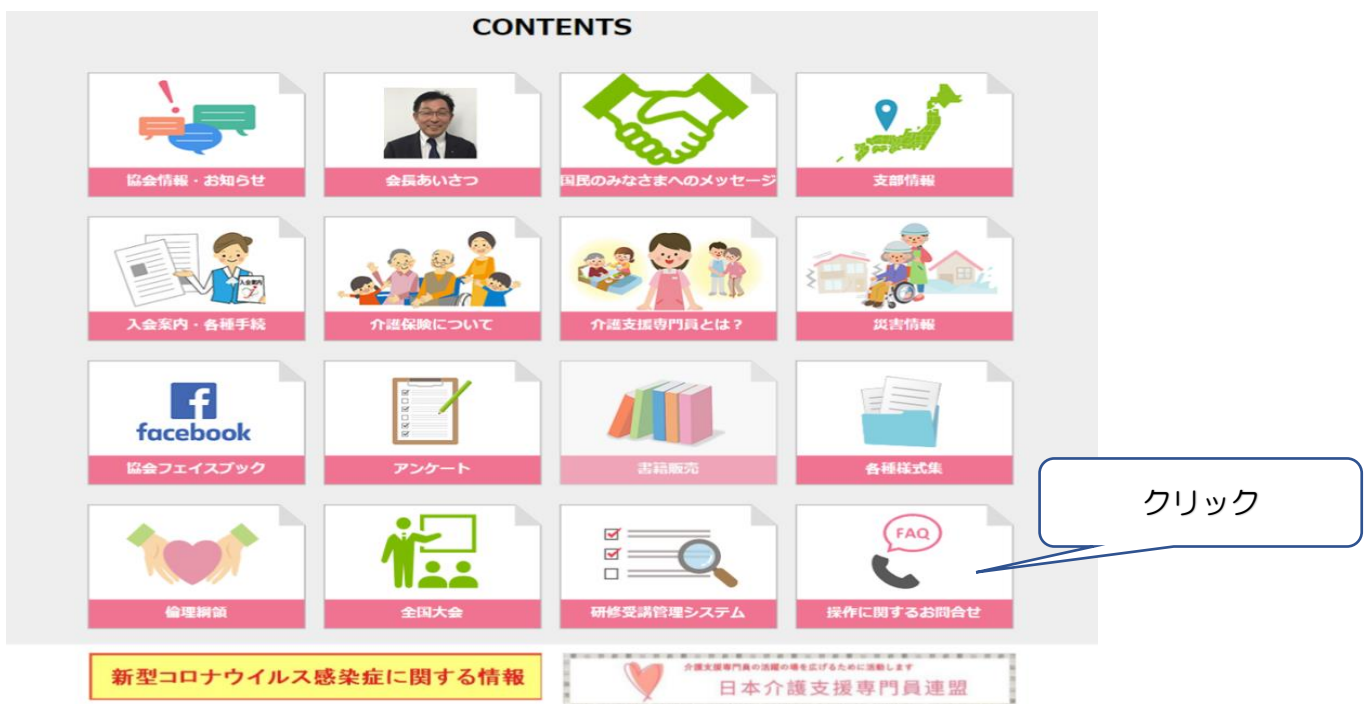 CONTENTS
協会情報・お知らせ
会長あいさつ
国民のみなさまへのメッセージ
支部情報
入会案内
入会案内・各種手続
介護保険について
介護支援専門員とは？
災害情報
facebook
協会フェイスブック
アンケート
書籍販売
各種様式集
クリック
FAQ
倫理綱領
全国大会
研修受講管理システム
操作に関するお問合せ
新型コロナウイルス感染症に関する情報
介護支援専門員の活躍の場を広げるために活動します
日本介護支援専門員連盟